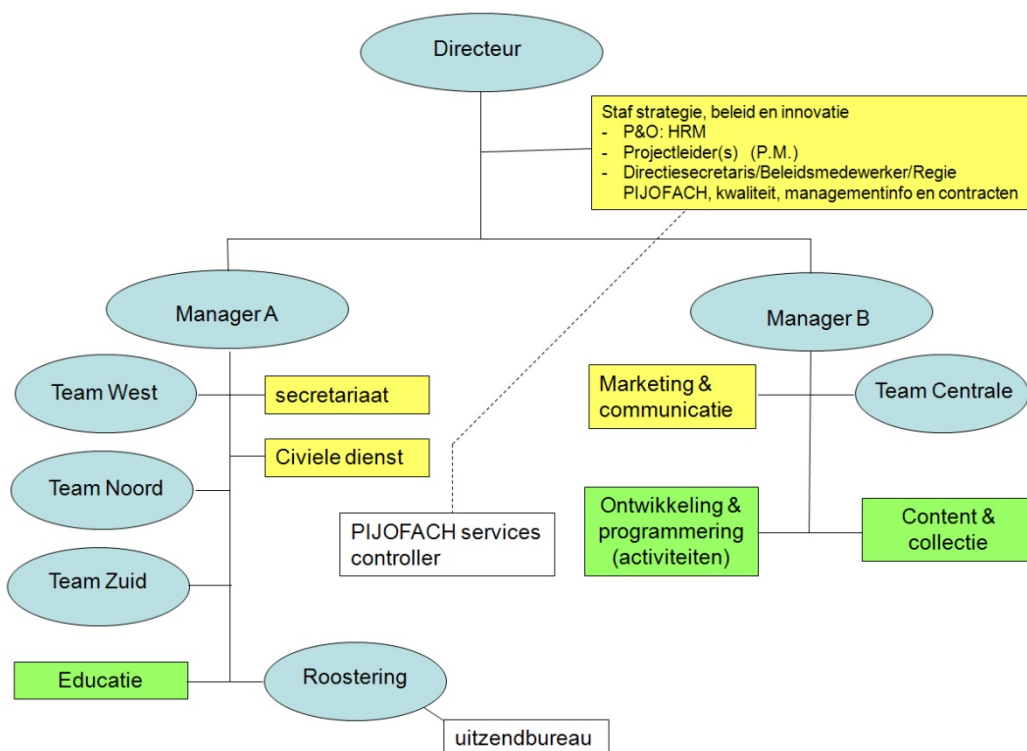 Directeur
Staf strategie, beleid en innovatie
- P&O: HRM
- Projectleider(s) (P.M.)
- Directiesecretaris/Beleidsmedewerker/Regie
PIJOFACH, kwaliteit, managementinfo en contracten
Manager A
Manager B
Team West
secretariaat
Marketing &
communicatie
Team Centrale
Civiele dienst
Team Noord
PIJOFACH services
controller
Ontwikkeling &
programmering
(activiteiten)
Content &
collectie
Team Zuid
Educatie
Roostering
uitzendbureau